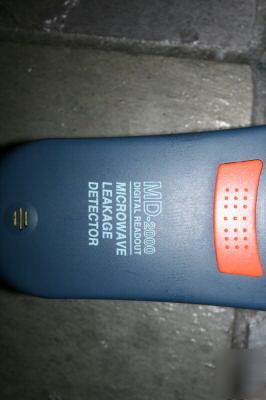 MD-2000
DIGITAL READOUT
MICROWAVE
LEAKAGE
DETECTOR